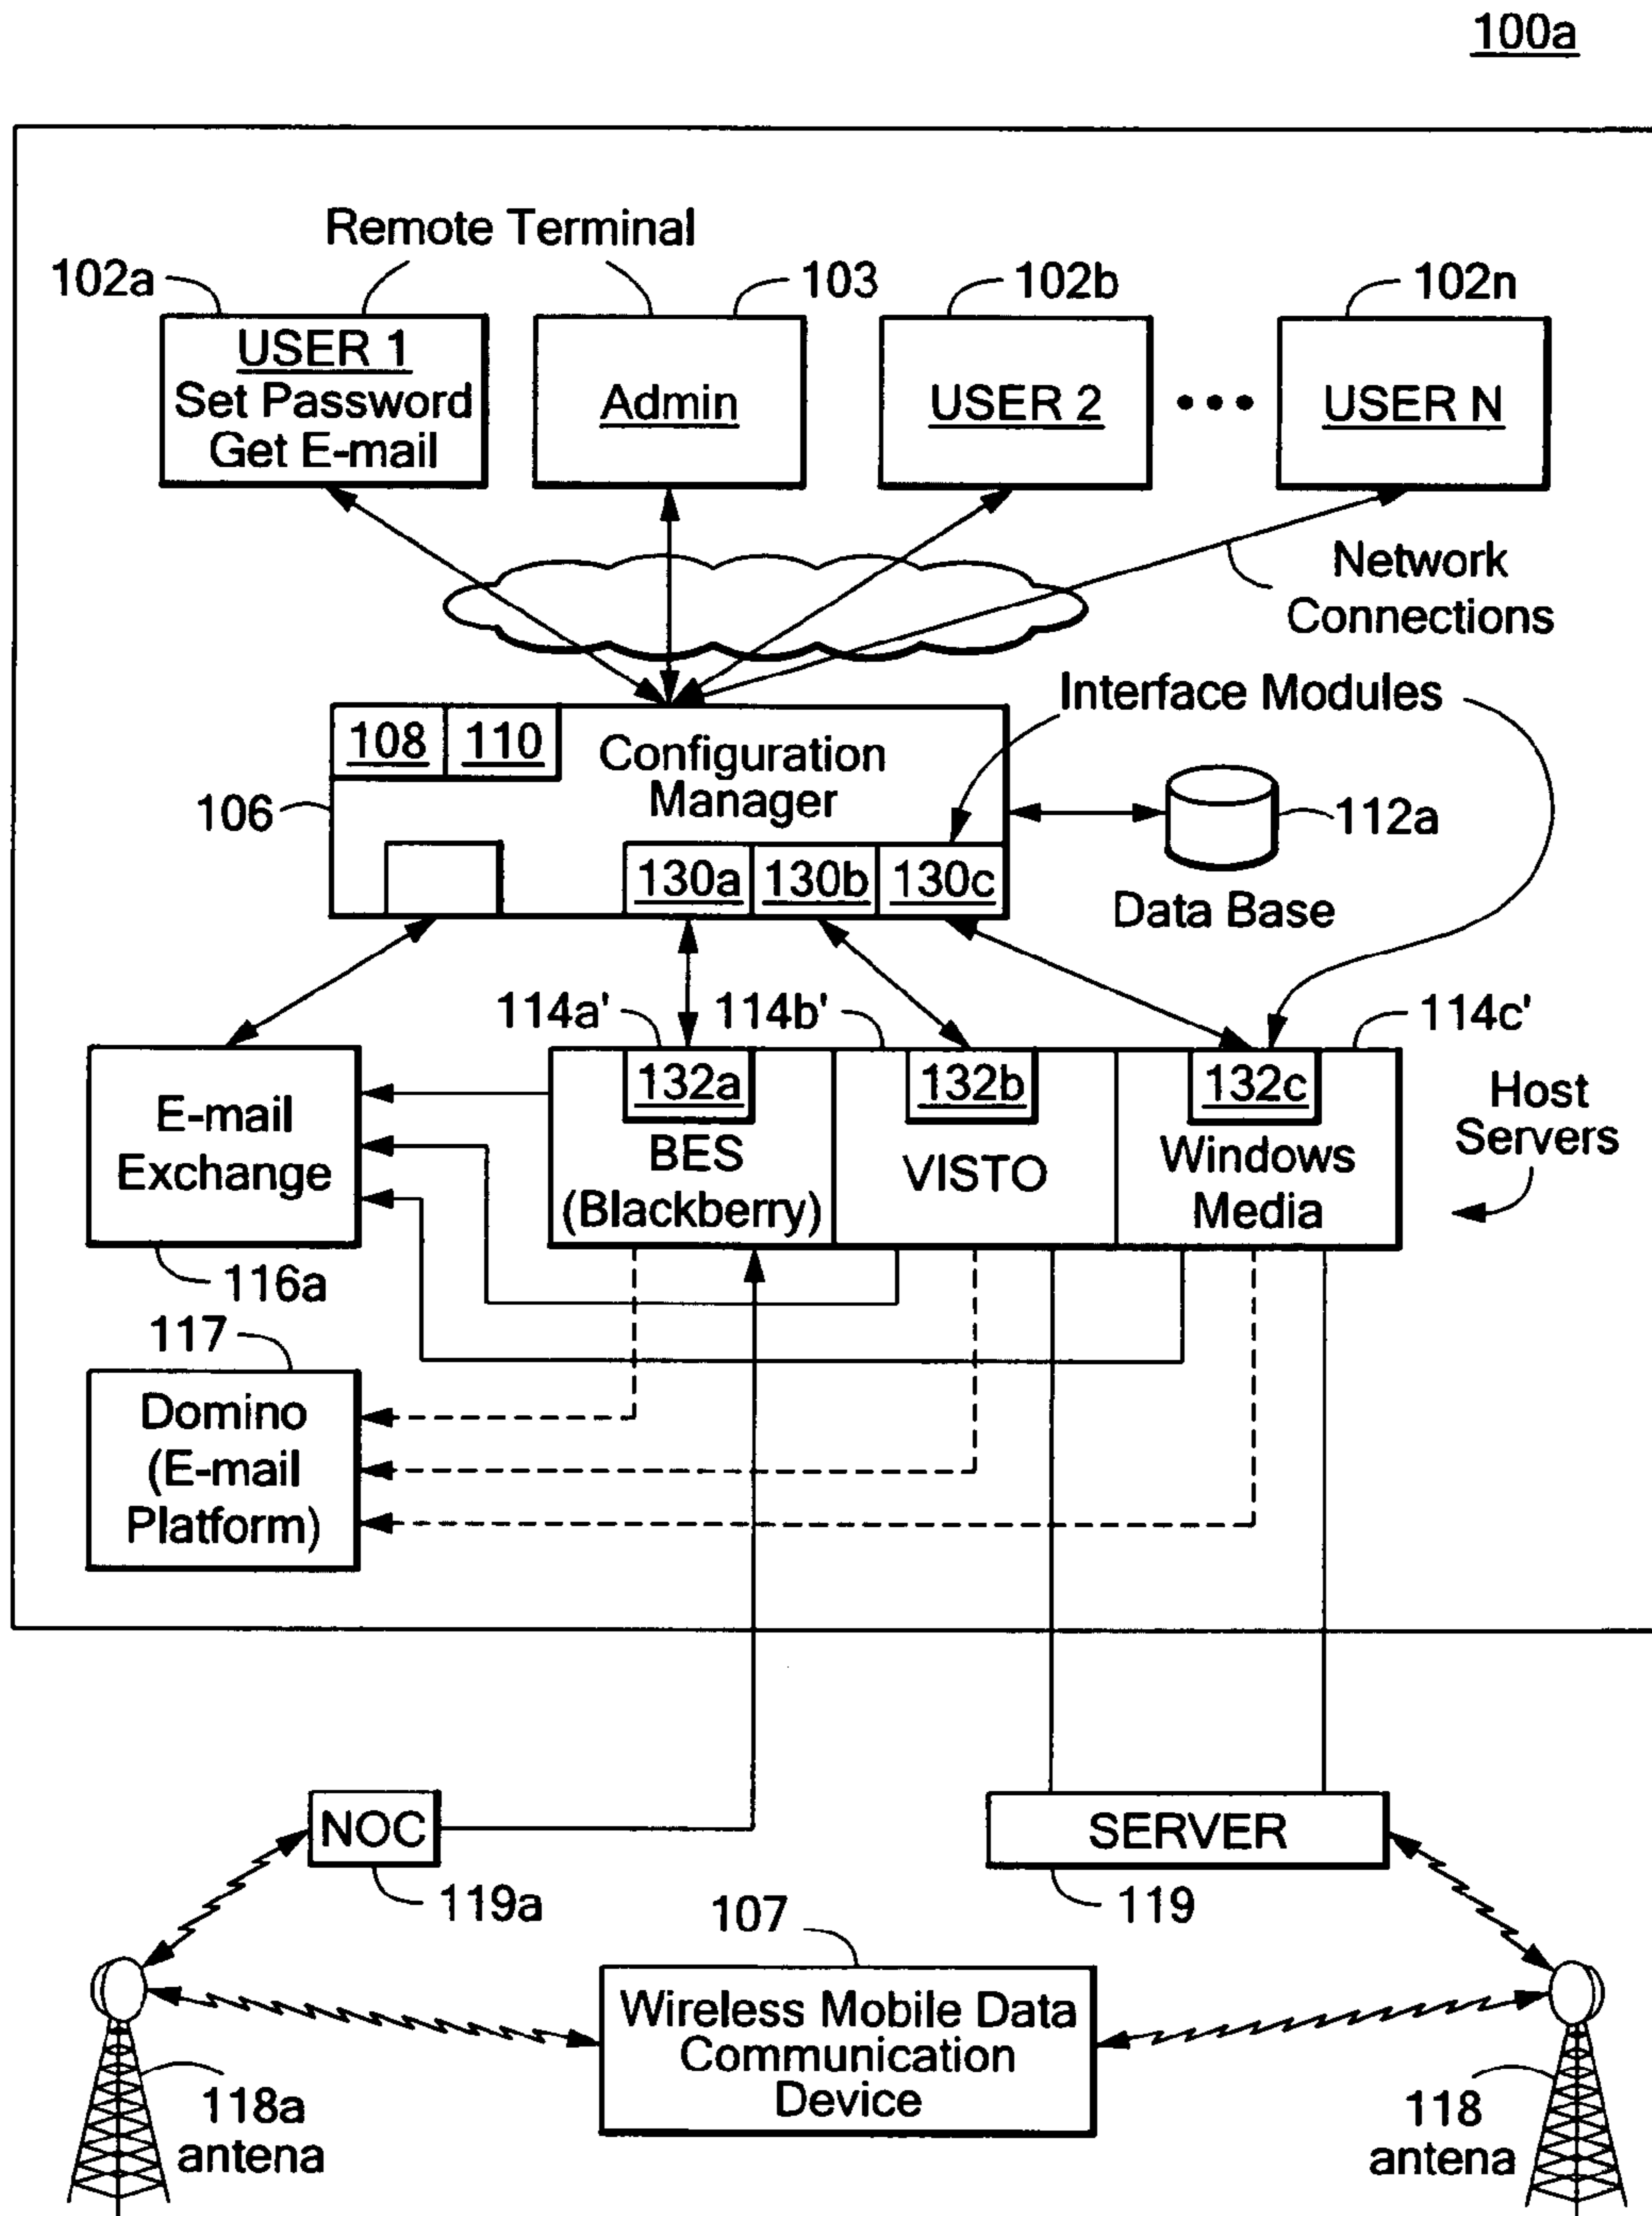 100a
Remote Terminal
102a
103
102b
102n
USER 1
Set Password
Get E-mail
Admin
USER 2
•••
USER N
Network
Connections
Interface Modules
108
110
Configuration
Manager
106
112a
130a
130b
130c
Data Base
114a'
114b'
114c'
132a
132b
132c
Host
Servers
E-mail
Exchange
BES
(Blackberry)
VISTO
Windows
Media
116a
117
Domino
(E-mail
Platform)
NOC
SERVER
119a
119
107
Wireless Mobile Data
Communication
Device
118a
antena
118
antena